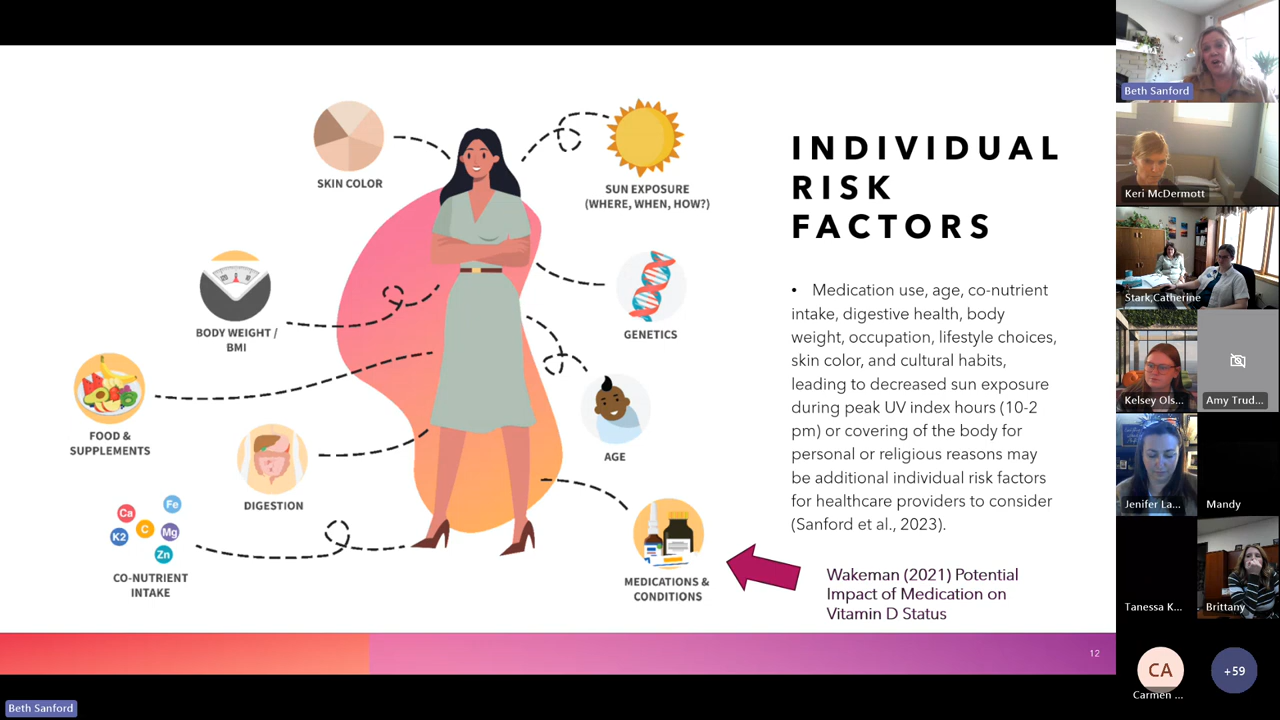 SKIN COLOR
SUN EXPOSURE
(WHERE, WHEN, HOW?)
BODY WEIGHT /
BMI
GENETICS
FOOD &
SUPPLEMENTS
AGE
DIGESTION
Ca
Fe
K2
C
Mg
Zn
CO-NUTRIENT
INTAKE
MEDICATIONS &
CONDITIONS
INDIVIDUAL
RISK
FACTORS
• Medication use, age, co-nutrient
intake, digestive health, body
weight, occupation, lifestyle choices,
skin color, and cultural habits,
leading to decreased sun exposure
during peak UV index hours (10-2
pm) or covering of the body for
personal or religious reasons may
be additional individual risk factors
for healthcare providers to consider
(Sanford et al., 2023).
Wakeman (2021) Potential
Impact of Medication on
Vitamin D Status
12
Beth Sanford
Beth Sanford
Keri McDermott
Stark,Catherine
Kelsey Ols...
Amy Trud...
Jenifer La...
Mandy
Tanessa K...
Brittany
CA
Carmen ...
+59